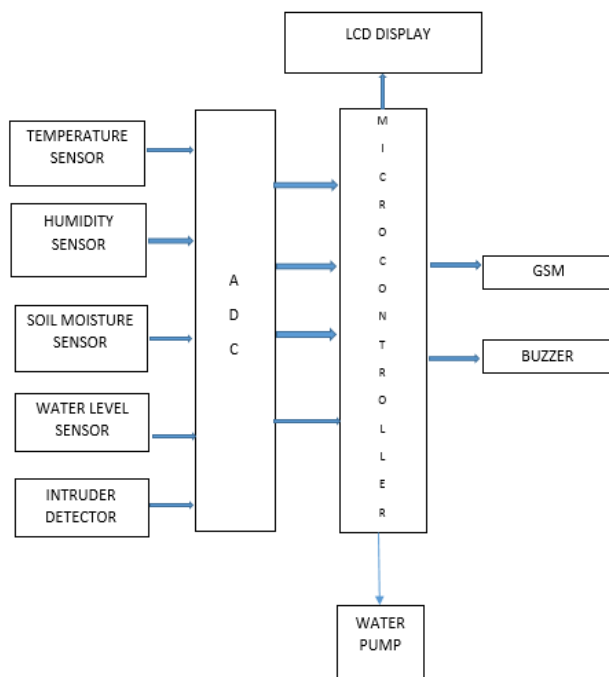 LCD DISPLAY
TEMPERATURE
SENSOR
HUMIDITY
SENSOR
SOIL MOISTURE
SENSOR
WATER LEVEL
SENSOR
INTRUDER
DETECTOR
A
D
C
M
I
C
R
O
C
O
N
T
R
O
L
L
E
R
GSM
BUZZER
WATER
PUMP